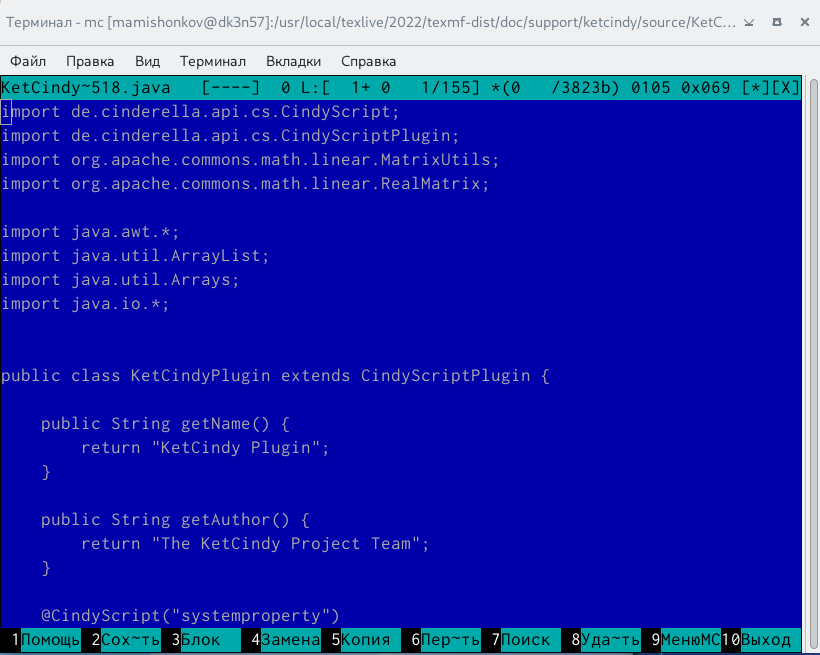 Терминал - mc [mamishonkov@dk3n57]:/usr/local/texlive/2022/texmf-dist/doc/support/ketcindy/source/KetC...
Файл Правка Вид Терминал Вкладки Справка
KetCindy~518.java   [----]  0 L:[  1+ 0   1/155] *(0   /3823b) 0105 0x069 [*][X]
import de.cinderella.api.cs.CindyScript;
import de.cinderella.api.cs.CindyScriptPlugin;
import org.apache.commons.math.linear.MatrixUtils;
import org.apache.commons.math.linear.RealMatrix;
import java.awt.*;
import java.util.ArrayList;
import java.util.Arrays;
import java.io.*;
public class KetCindyPlugin extends CindyScriptPlugin {
    public String getName() {
        return "KetCindy Plugin";
    }
    public String getAuthor() {
        return "The KetCindy Project Team";
    }
    @CindyScript("systemproperty")
1Помощь 2Сох~ть 3Блок 4Замена 5Копия 6Пер~ть 7Поиск 8Уда~ть 9МенюMC 10Выход